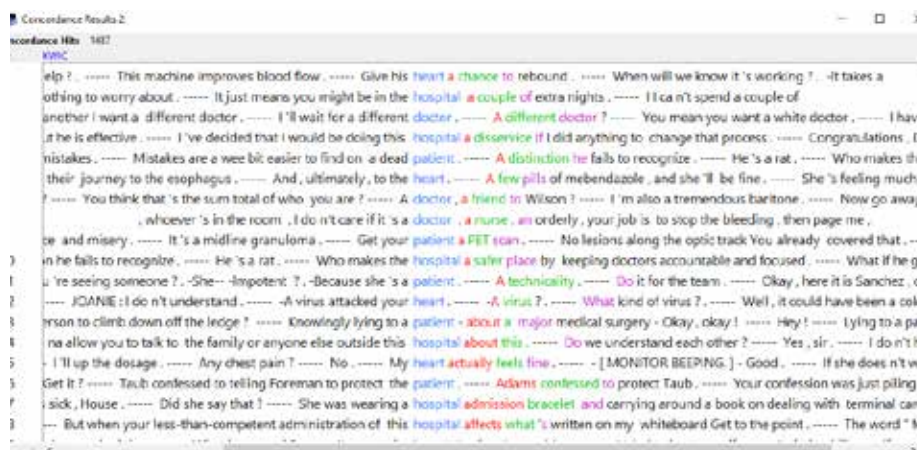 Concordance Results 2
ncordance Hits 1487
KWIC
elp ? . ----- This machine improves blood flow . ----- Give his heart a chance to rebound . ----- When will we know it 's working ? . -It takes a
othing to worry about . ----- It just means you might be in the hospital a couple of extra nights . ----- I I ca n't spend a couple of
another I want a different doctor . ----- I 'll wait for a different doctor . ----- A different doctor ? ----- You mean you want a white doctor . ----- I hav
t he is effective . ----- I 've decided that I would be doing this hospital a disservice if I did anything to change that process . ----- Congratulations ,
mistakes . ----- Mistakes are a wee bit easier to find on a dead patient . ----- A distinction he fails to recognize . ----- He 's a rat . ----- Who makes th
their journey to the esophagus . ----- And , ultimately , to the heart . ----- A few pills of mebendazole , and she 'll be fine . ----- She 's feeling much
? ----- You think that 's the sum total of who you are ? ----- A doctor , a friend to Wilson ? ----- I 'm also a tremendous baritone . ----- Now go away
, whoever 's in the room , I do n't care if it 's a doctor , a nurse , an orderly , your job is to stop the bleeding , then page me ,
ce and misery . ----- It 's a midline granuloma . ----- Get your patient a PET scan . ----- No lesions along the optic track You already covered that . -
n he fails to recognize . ----- He 's a rat . ----- Who makes the hospital a safer place by keeping doctors accountable and focused . ----- What if he g
u 're seeing someone ? . -She-- -Impotent ? . -Because she 's a patient . ----- A technicality . ----- Do it for the team . ----- Okay , here it is Sanchez ,
---- JOANIE : I do n't understand . ----- -A virus attacked your heart . ----- -A virus ? . ----- What kind of virus ? . ----- Well , it could have been a col
erson to climb down off the ledge ? ----- Knowingly lying to a patient - about a major medical surgery - Okay , okay ! ----- Hey ! ----- Lying to a pa
na allow you to talk to the family or anyone else outside this hospital about this . ----- Do we understand each other ? ----- Yes , sir . ----- I do n't
- I 'll up the dosage . ----- Any chest pain ? ----- No . ----- My heart actually feels fine . ----- - [ MONITOR BEEPING. ] - Good . ----- If she does n't w
Get it ? ----- Taub confessed to telling Foreman to protect the patient . ----- Adams confessed to protect Taub . ----- Your confession was just piling
sick , House . ----- Did she say that ? ----- She was wearing a hospital admission bracelet and carrying around a book on dealing with terminal can
--- But when your less-than-competent administration of this hospital affects what 's written on my whiteboard Get to the point . ----- The word "